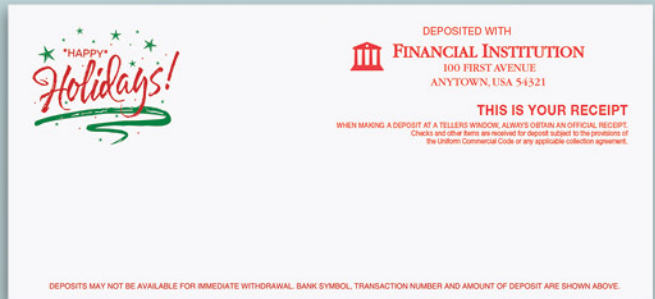 *HAPPY*
Holidays!
DEPOSITED WITH
FINANCIAL INSTITUTION
100 FIRST AVENUE
ANYTOWN, USA 54321
THIS IS YOUR RECEIPT
WHEN MAKING A DEPOSIT AT A TELLERS WINDOW, ALWAYS OBTAIN AN OFFICIAL RECEIPT.
Checks and other items are received for deposit subject to the provisions of
the Uniform Commercial Code or any applicable collection agreement.
DEPOSITS MAY NOT BE AVAILABLE FOR IMMEDIATE WITHDRAWAL. BANK SYMBOL, TRANSACTION NUMBER AND AMOUNT OF DEPOSIT ARE SHOWN ABOVE.